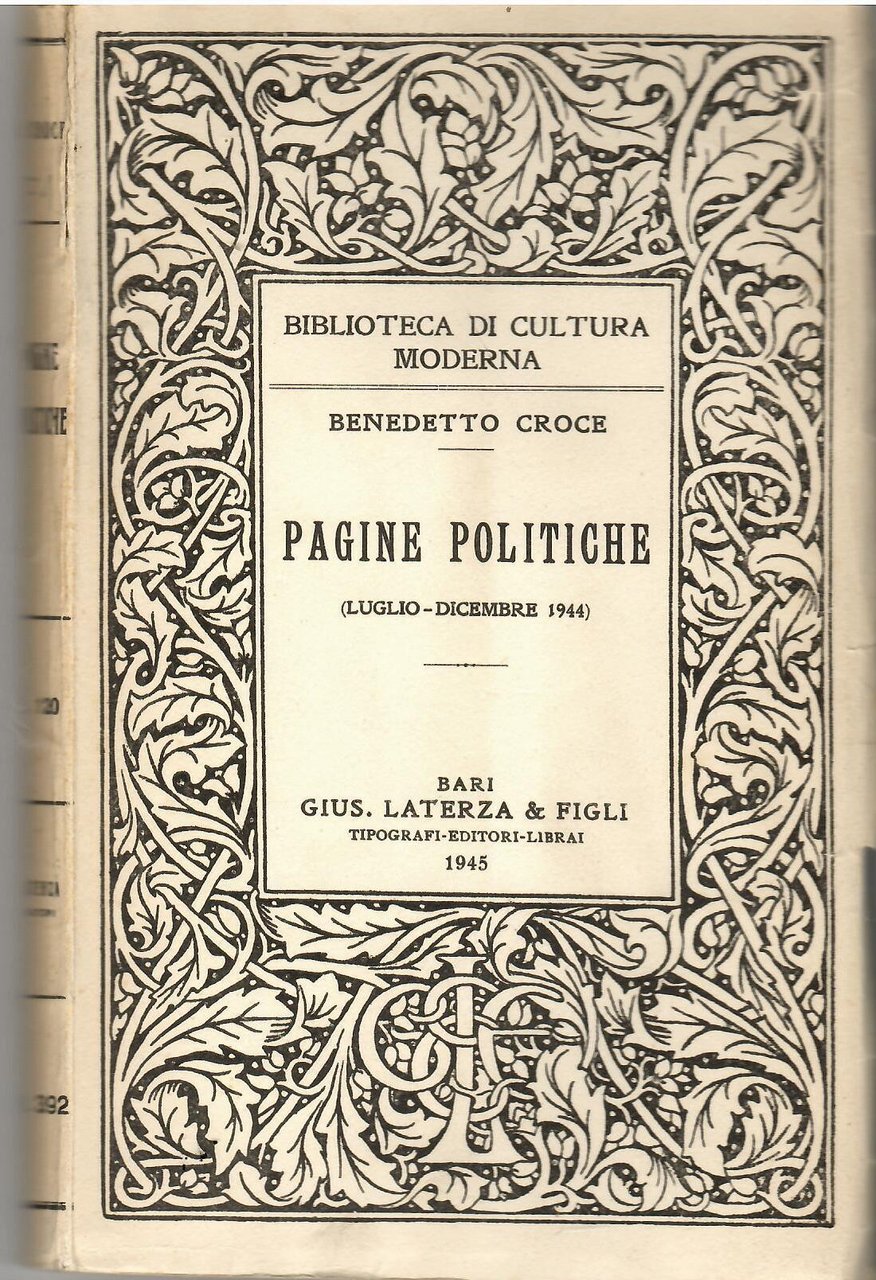 BIBLIOTECA DI CULTURA
MODERNA
BENEDETTO CROCE
PAGINE POLITICHE
(LUGLIO-DICEMBRE 1944)
BARI
GIUS. LATERZA & FIGLI
TIPOGRAFI-EDITORI-LIBRAI
1945
392